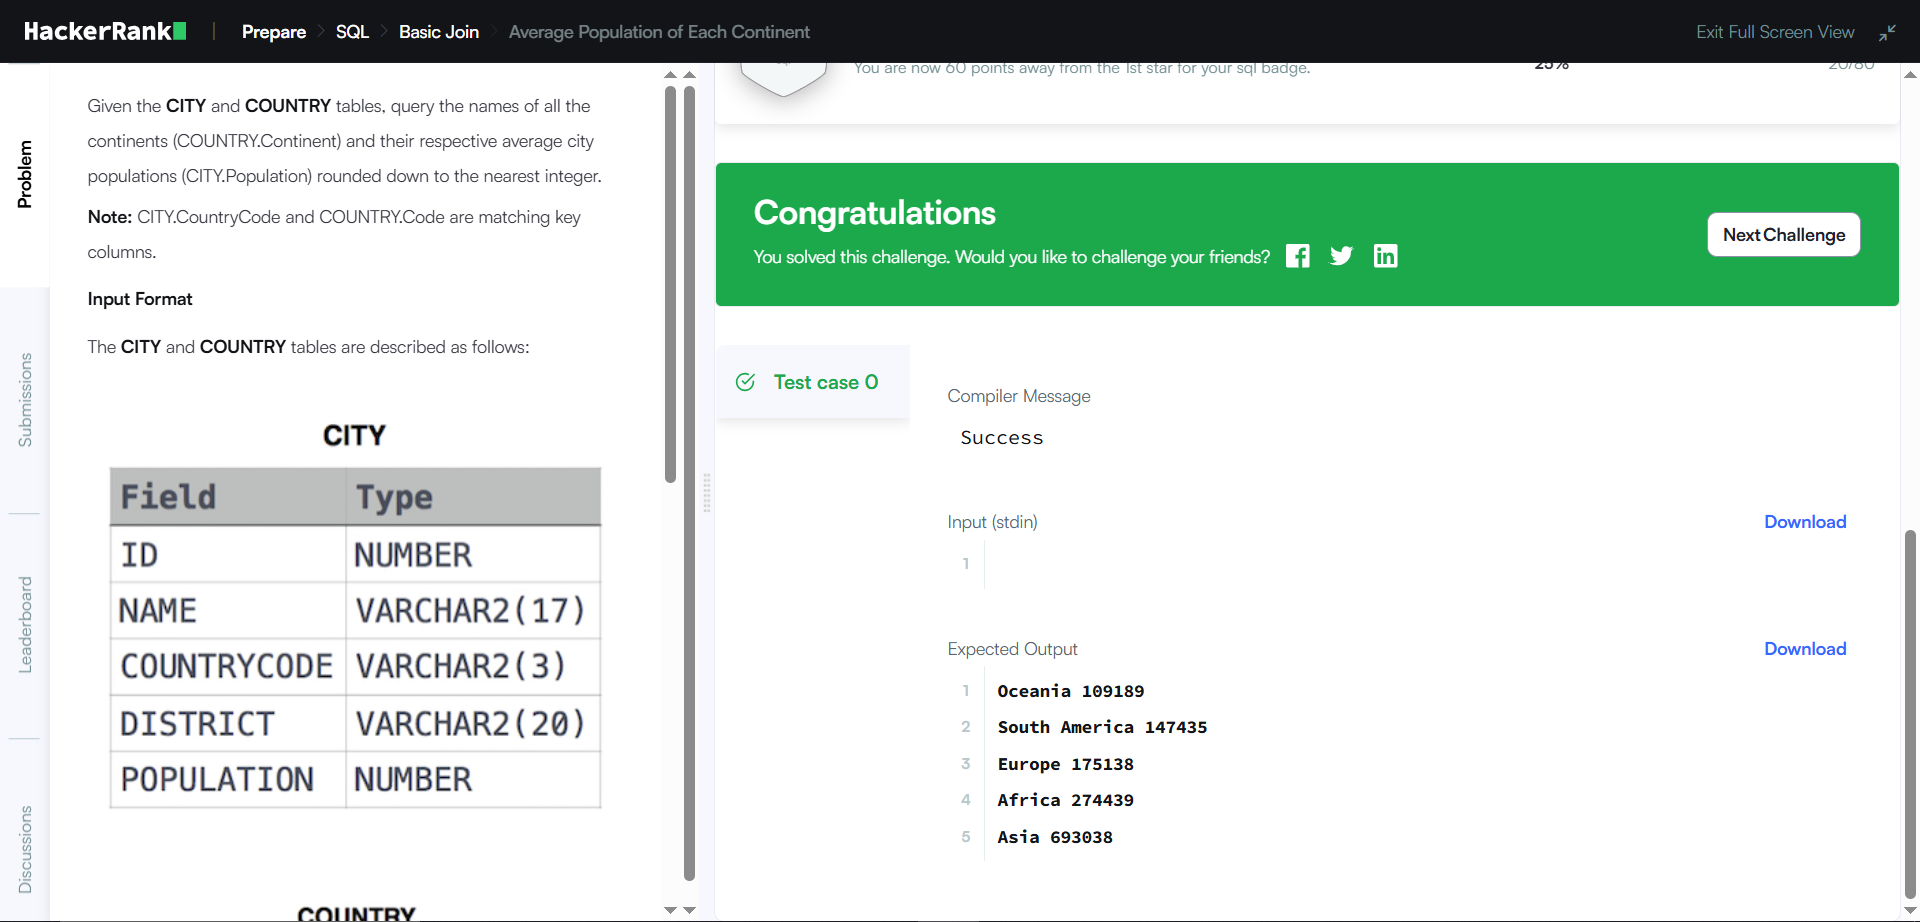 HackerRank | Prepare > SQL > Basic Join > Average Population of Each Continent
Exit Full Screen View
Problem
Submissions
Leaderboard
Discussions
Given the CITY and COUNTRY tables, query the names of all the
continents (COUNTRY.Continent) and their respective average city
populations (CITY.Population) rounded down to the nearest integer.
Note: CITY.CountryCode and COUNTRY.Code are matching key
columns.
Input Format
The CITY and COUNTRY tables are described as follows:
CITY
Field Type
ID NUMBER
NAME VARCHAR2(17)
COUNTRYCODE VARCHAR2(3)
DISTRICT VARCHAR2(20)
POPULATION NUMBER
COUNTRY
You are now 60 points away from the 1st star for your sql badge.
25%
20/80
Congratulations
You solved this challenge. Would you like to challenge your friends?
Next Challenge
Test case 0
Compiler Message
Success
Input (stdin)
Download
1
Expected Output
Download
1 Oceania 109189
2 South America 147435
3 Europe 175138
4 Africa 274439
5 Asia 693038